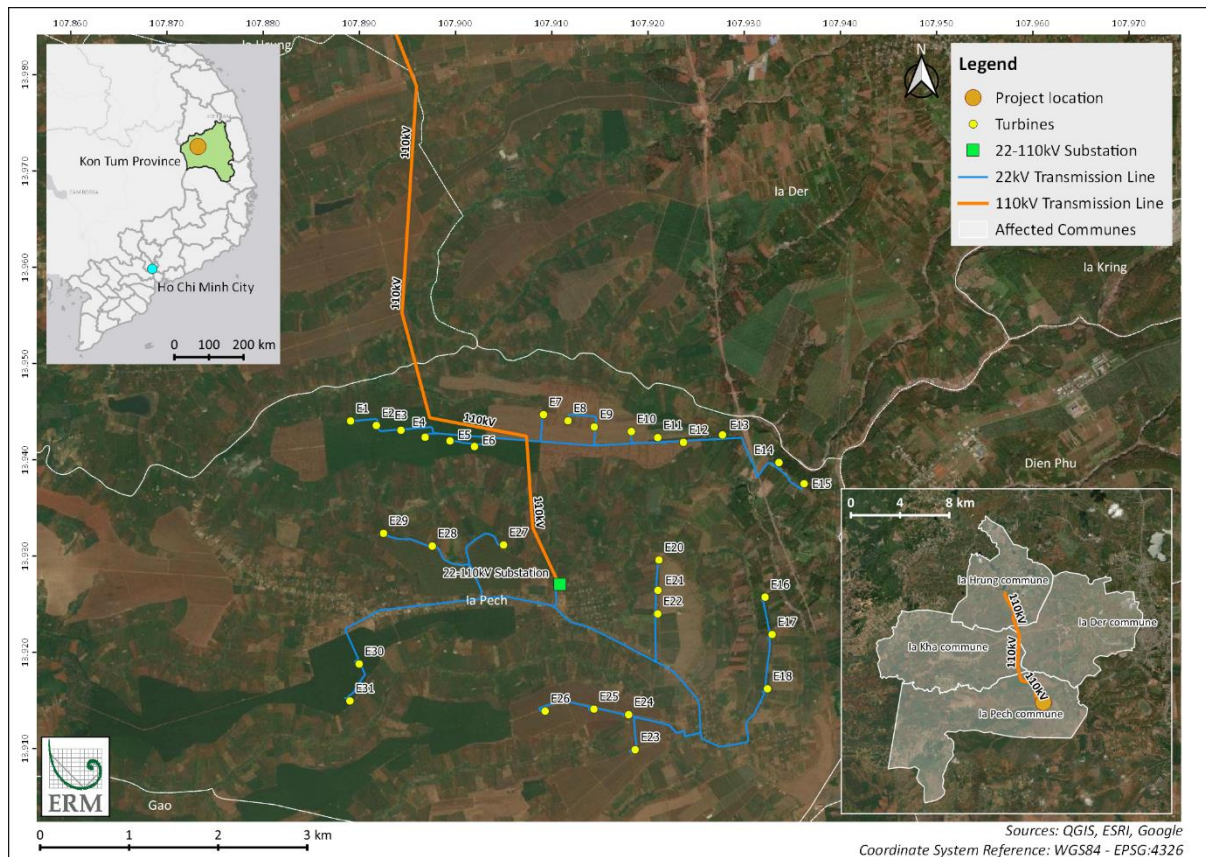 107.860 107.870 107.880 107.890 107.900 107.910 107.920 107.930 107.940 107.950 107.960 107.970
13.980
13.970
13.960
13.950
13.940
13.930
13.920
13.910
Ia Hrung
Kon Tum Province
CAMBODIA
Ho Chi Minh City
0 100 200 km
N
Legend
Project location
Turbines
22-110kV Substation
22kV Transmission Line
110kV Transmission Line
Affected Communes
110kV
110kV
110kV
110kV
Ia Der
Ia Kring
Dien Phu
Ia Pech
Gao
E1
E2
E3
E4
E5
E6
E7
E8
E9
E10
E11
E12
E13
E14
E15
E29
E28
E27
22-110kV Substation
E20
E21
E22
E16
E17
E18
E30
E31
E26
E25
E24
E23
0 4 8 km
Ia Hrung commune
110kV
Ia Der commune
Ia Kha commune
110kV
110kV
Ia Pech commune
ERM
0 1 2 3 km
Sources: QGIS, ESRI, Google
Coordinate System Reference: WGS84 - EPSG:4326